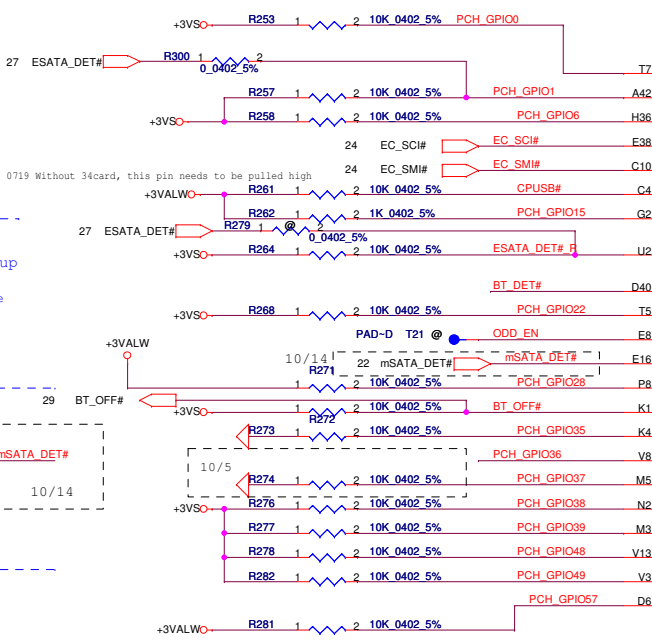 +3VS R253 1 2 10K_0402_5% PCH_GPIO0
27 ESATA_DET# R300 1 2
0_0402_5%
T7
R257 1 2 10K_0402_5% PCH_GPIO1 A42
+3VS R258 1 2 10K_0402_5% PCH_GPIO6 H36
24 EC_SCI# EC_SCI# E38
24 EC_SMI# EC_SMI# C10
0719 Without 34card, this pin needs to be pulled high
+3VALW R261 1 2 10K_0402_5% CPUSB# C4
R262 1 2 1K_0402_5% PCH_GPIO15 G2
27 ESATA_DET# R279 1 @ 2
0_0402_5%
+3VS R264 1 2 10K_0402_5% ESATA_DET#_R U2
up
e
BT_DET# D40
+3VS R268 1 2 10K_0402_5% PCH_GPIO22 T5
PAD~D T21 @ ODD_EN E8
+3VALW
10/14 22 mSATA_DET# mSATA_DET# E16
R271
1 2 10K_0402_5% PCH_GPIO28 P8
29 BT_OFF#
+3VS 1 2 10K_0402_5% BT_OFF# K1
R272
R273 1 2 10K_0402_5% PCH_GPIO35 K4
mSATA_DET#
PCH_GPIO36 V8
10/5
R274 1 2 10K_0402_5% PCH_GPIO37 M5
10/14
+3VS R276 1 2 10K_0402_5% PCH_GPIO38 N2
R277 1 2 10K_0402_5% PCH_GPIO39 M3
R278 1 2 10K_0402_5% PCH_GPIO48 V13
R282 1 2 10K_0402_5% PCH_GPIO49 V3
PCH_GPIO57 D6
+3VALW R281 1 2 10K_0402_5%